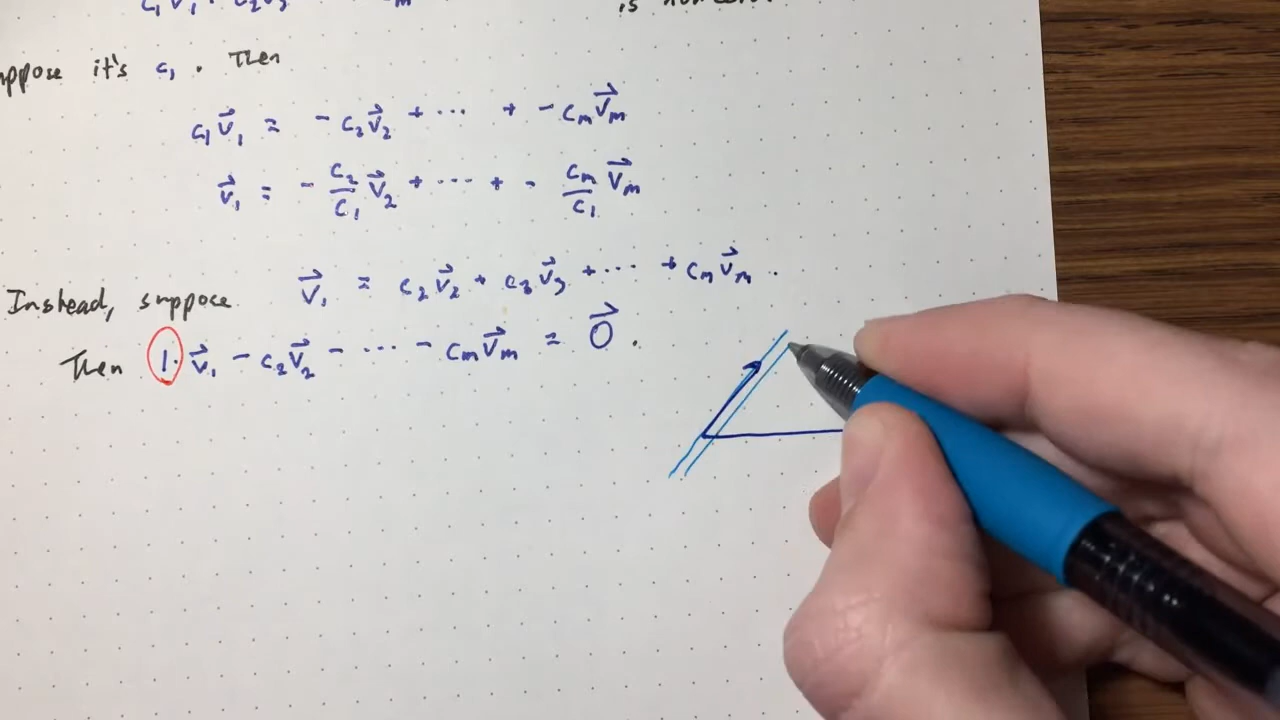 ppose it's c₁. Then
c₁v⃗₁ = -c₂v⃗₂ + ⋯ + -cₘv⃗ₘ
v⃗₁ = -c₂/c₁ v⃗₂ + ⋯ + -cₘ/c₁ v⃗ₘ
Instead, suppose v⃗₁ = c₂v⃗₂ + c₃v⃗₃ + ⋯ + cₘv⃗ₘ.
Then 1·v⃗₁ - c₂v⃗₂ - ⋯ - cₘv⃗ₘ = 0⃗.